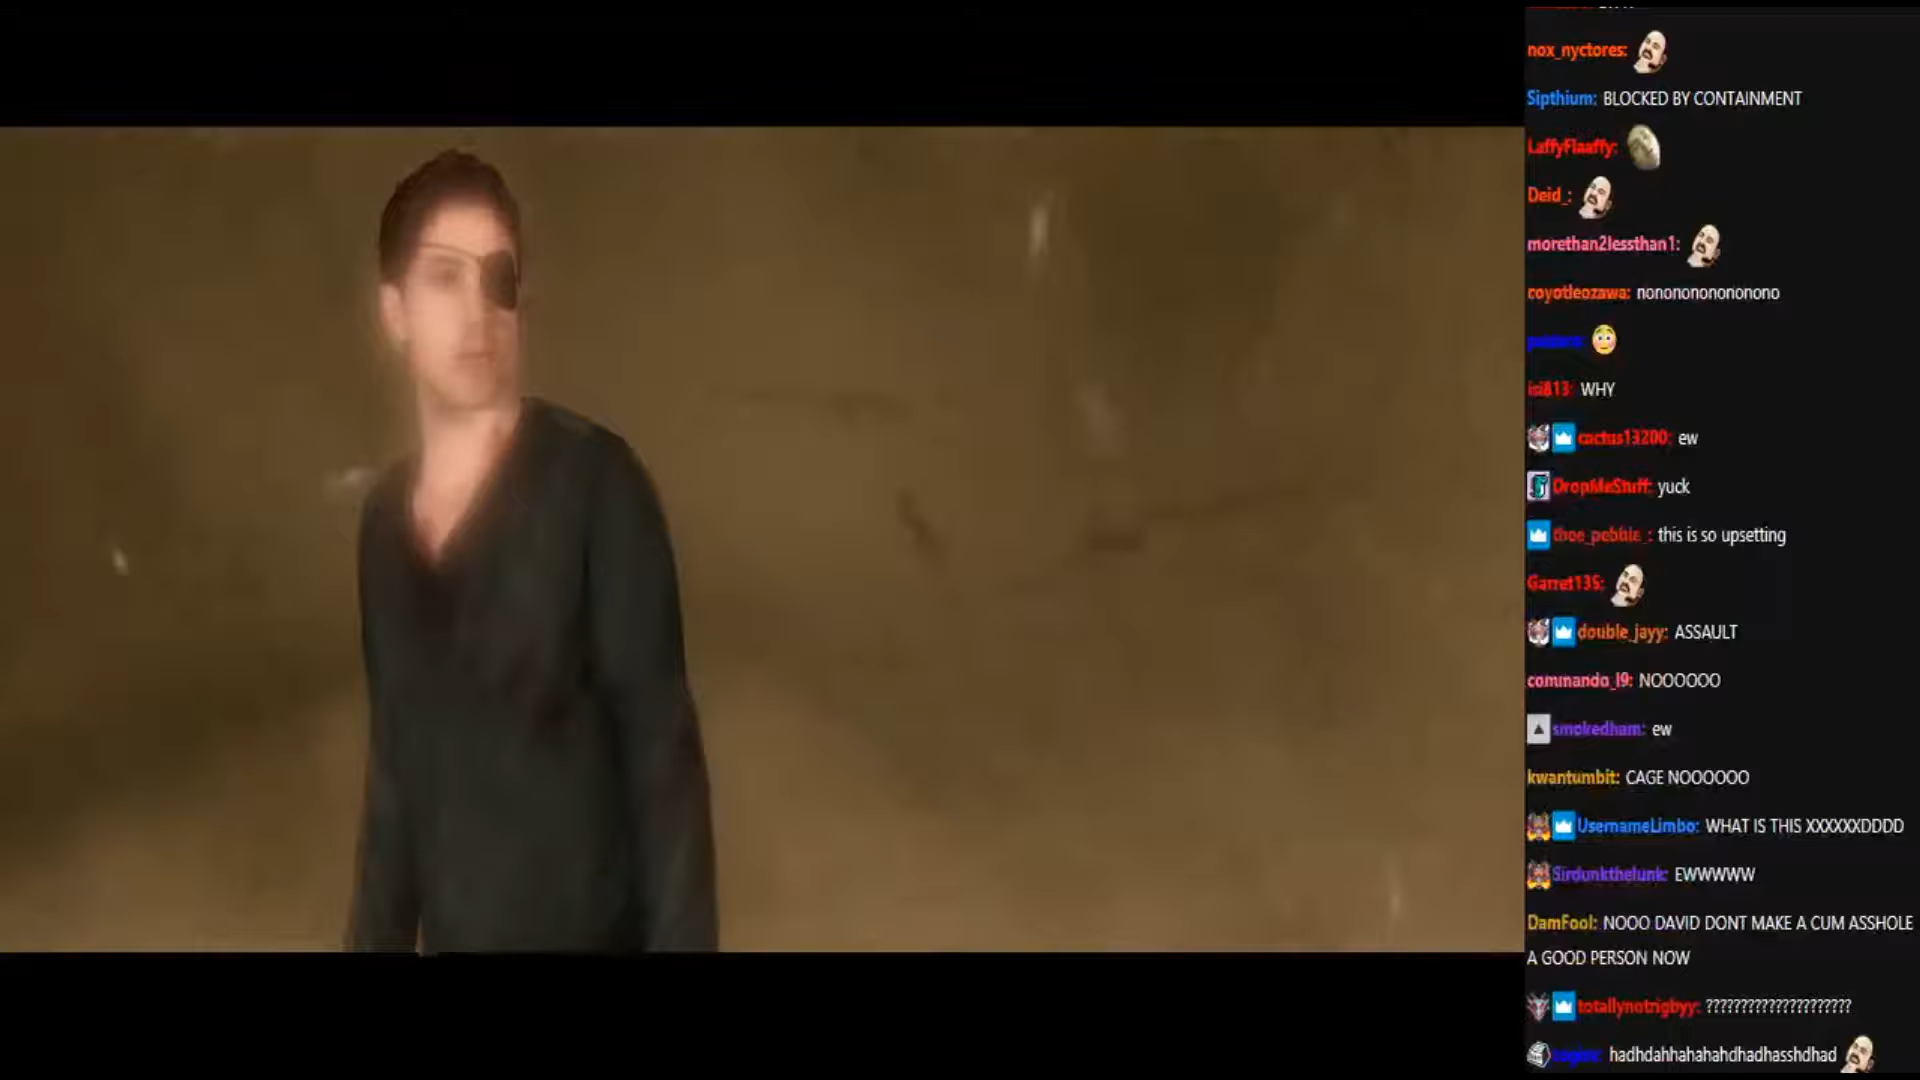 nox_nyctores:
Sipthium: BLOCKED BY CONTAINMENT
LaffyFlaaffy:
Deid_:
morethan2lessthan1:
coyotleozawa: nononononononono
isi813: WHY
cactus13200: ew
DropMeStuff: yuck
thee_pebble_: this is so upsetting
Garret135:
double_jayy: ASSAULT
commando_l9: NOOOOOO
smokedham: ew
kwantumbit: CAGE NOOOOOO
UsernameLimbo: WHAT IS THIS XXXXXXDDDD
Sirdunkthelunk: EWWWWW
DamFool: NOOO DAVID DONT MAKE A CUM ASSHOLE
A GOOD PERSON NOW
totallynotrigbyy: ?????????????????????
hadhdahhahahahdhadhasshdhad